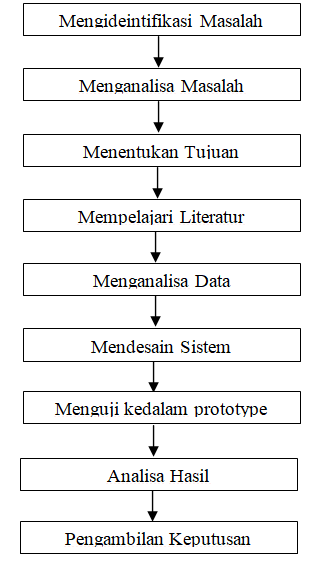 Mengideintifikasi Masalah
Menganalisa Masalah
Menentukan Tujuan
Mempelajari Literatur
Menganalisa Data
Mendesain Sistem
Menguji kedalam prototype
Analisa Hasil
Pengambilan Keputusan